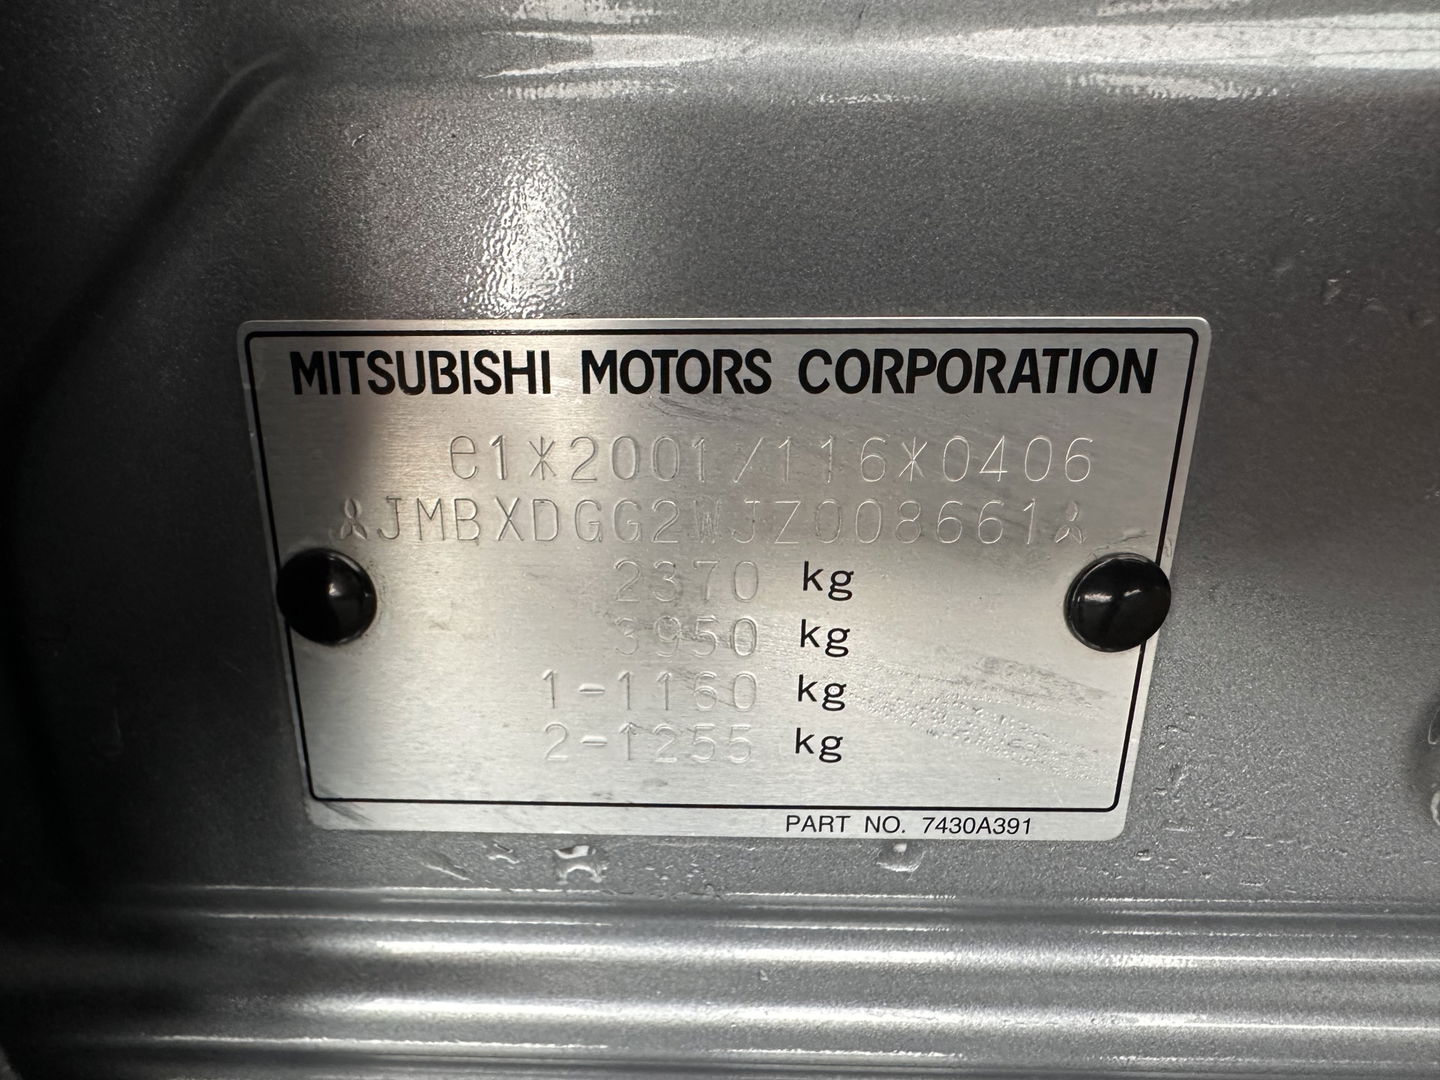 MITSUBISHI MOTORS CORPORATION
e1*2001/116*0406
JMBXDGG2WJZ008661
2370 kg
3950 kg
1-1160 kg
2-1255 kg
PART NO. 7430A391